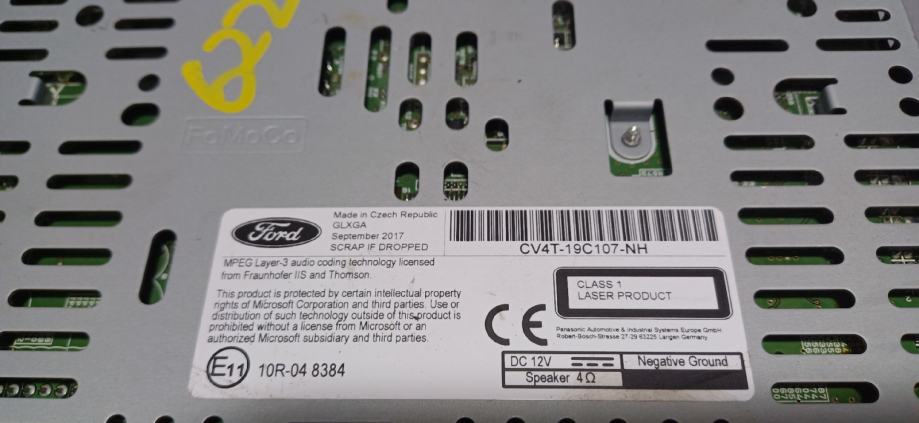 622
FoMoCo
Ford
Made in Czech Republic
GLXGA
September 2017
SCRAP IF DROPPED
CV4T-19C107-NH
MPEG Layer-3 audio coding technology licensed
from Fraunhofer IIS and Thomson.
This product is protected by certain intellectual property
rights of Microsoft Corporation and third parties. Use or
distribution of such technology outside of this product is
prohibited without a license from Microsoft or an
authorized Microsoft subsidiary and third parties.
CLASS 1
LASER PRODUCT
CE
Panasonic Automotive & Industrial Systems Europe GmbH
Robert-Bosch-Strasse 27-29 63225 Langen Germany
E11 10R-04 8384
DC 12V
Negative Ground
Speaker 4Ω